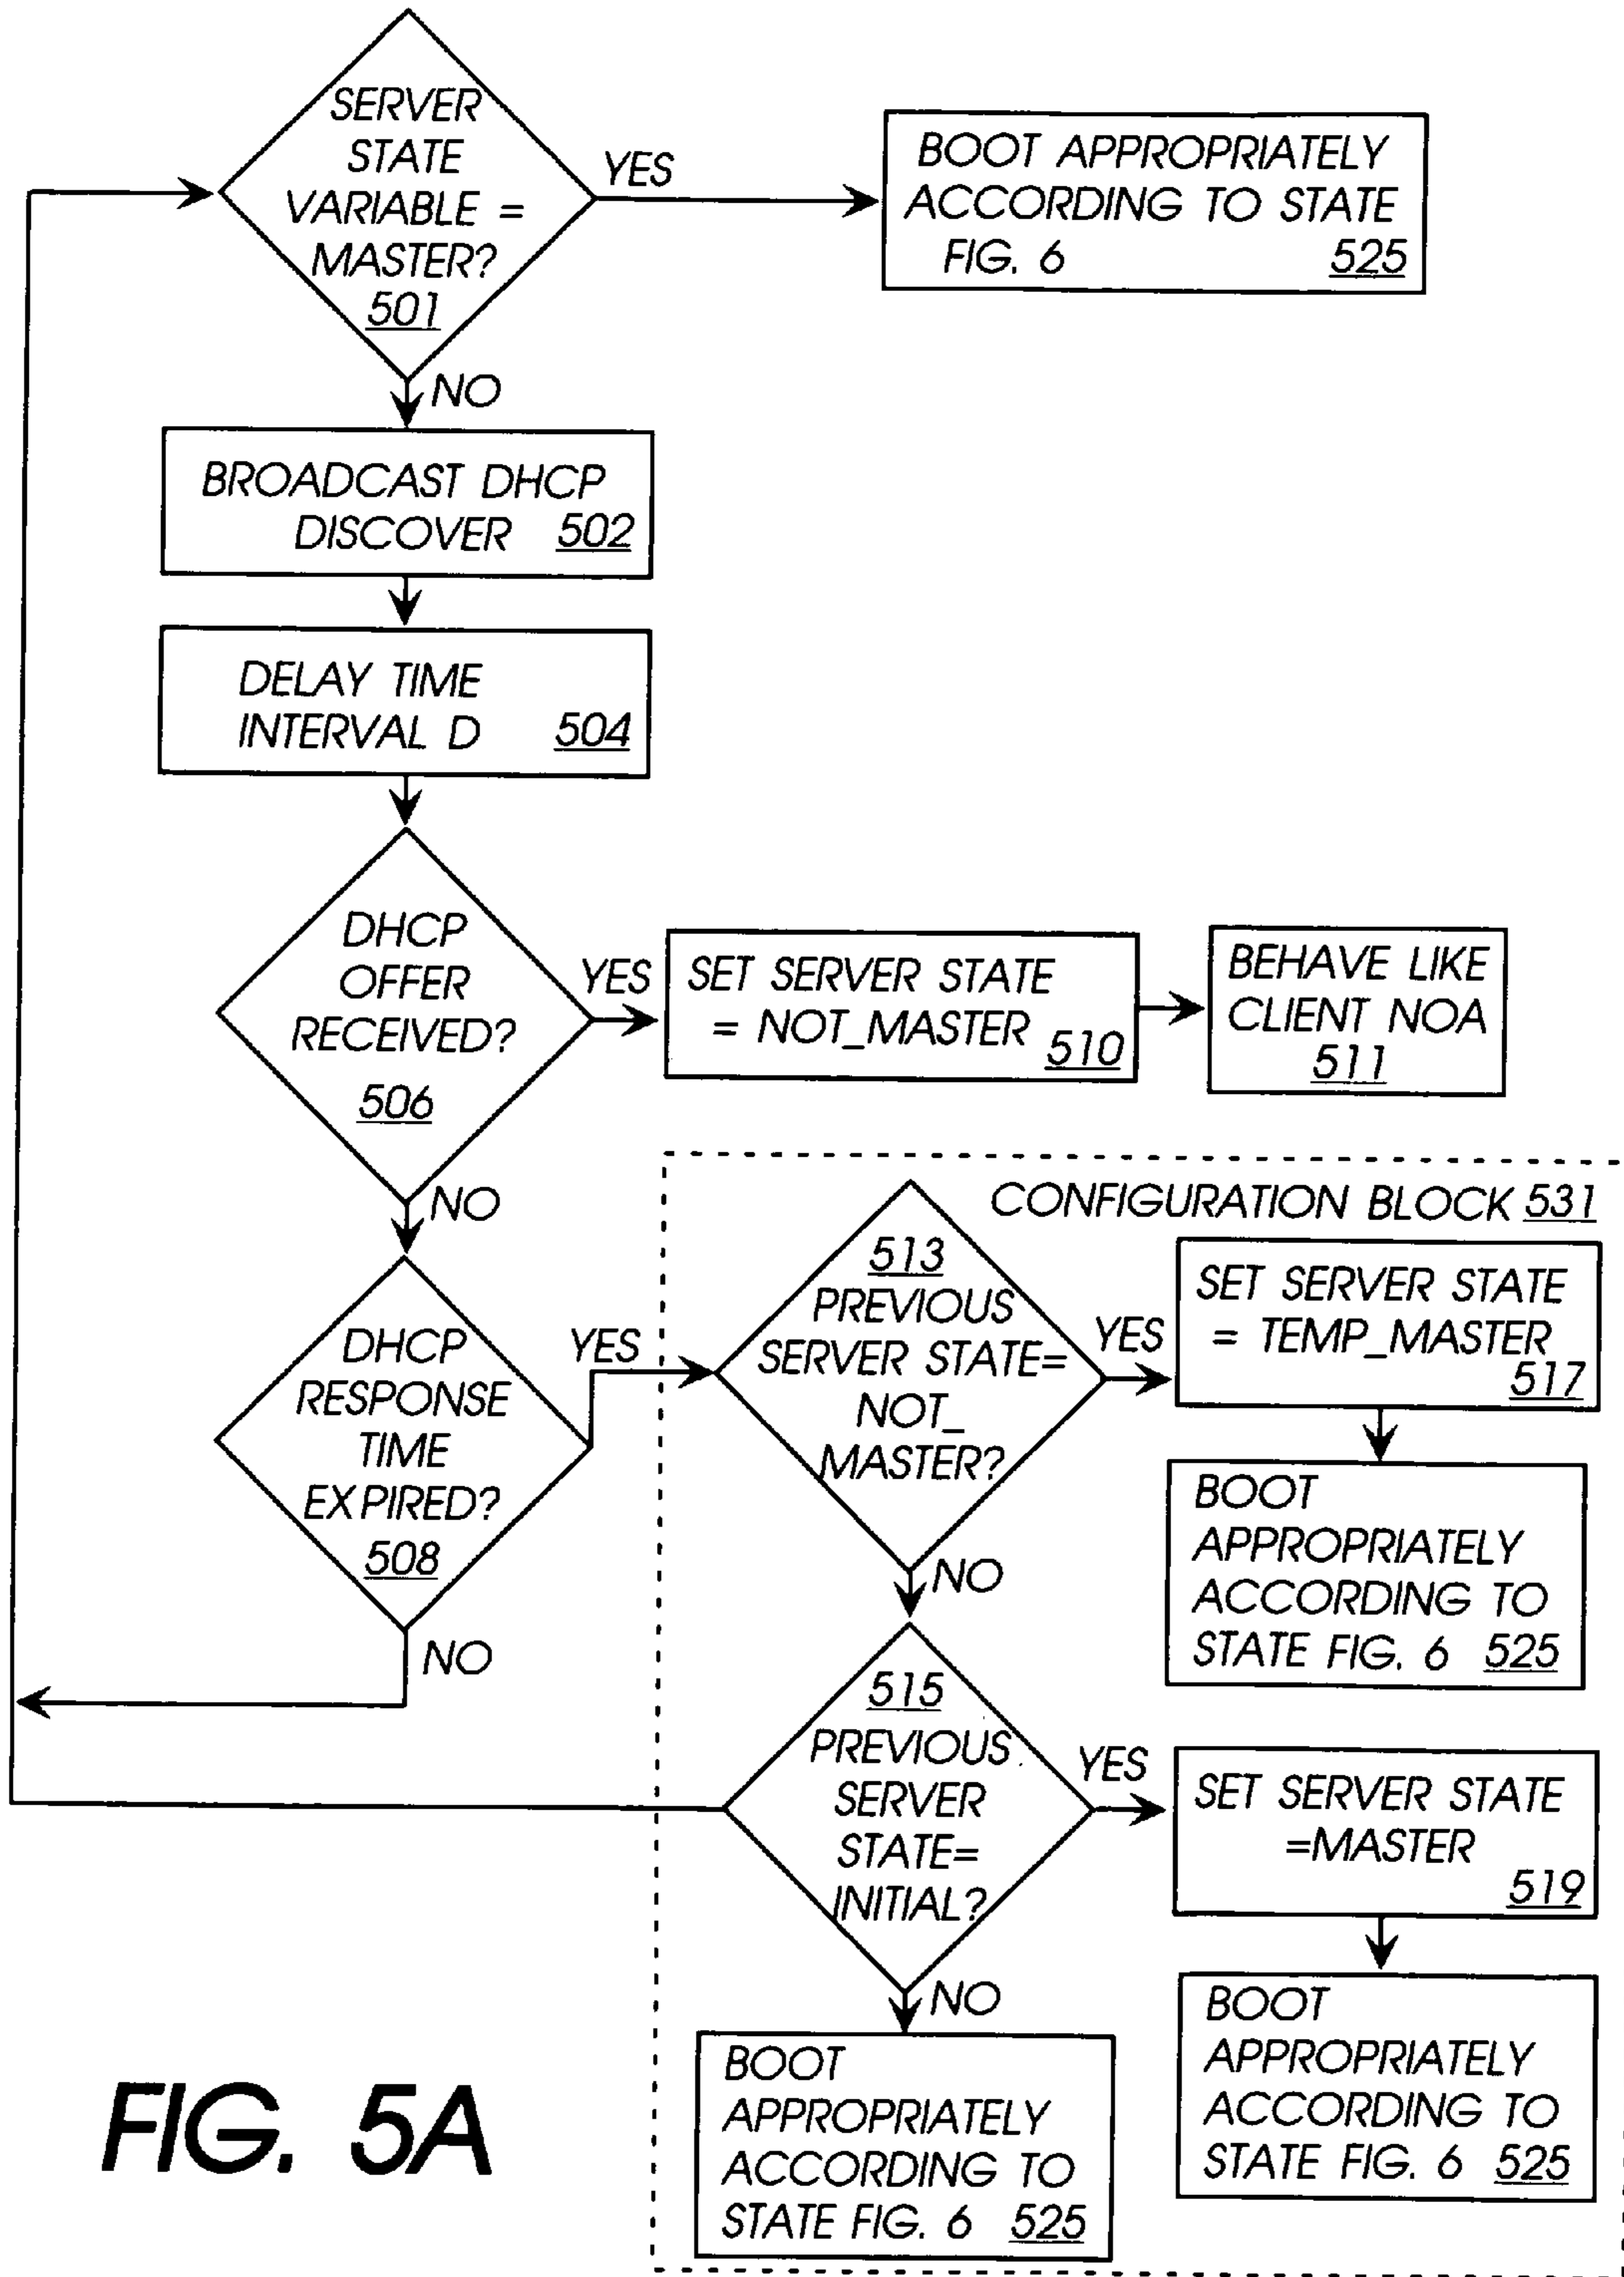 SERVER
STATE
VARIABLE =
MASTER?
501
YES
BOOT APPROPRIATELY
ACCORDING TO STATE
FIG. 6 525
NO
BROADCAST DHCP
DISCOVER 502
DELAY TIME
INTERVAL D 504
DHCP
OFFER
RECEIVED?
506
YES
SET SERVER STATE
= NOT_MASTER 510
BEHAVE LIKE
CLIENT NOA
511
NO
CONFIGURATION BLOCK 531
DHCP
RESPONSE
TIME
EXPIRED?
508
YES
513
PREVIOUS
SERVER STATE=
NOT_
MASTER?
YES
SET SERVER STATE
= TEMP_MASTER
517
BOOT
APPROPRIATELY
ACCORDING TO
STATE FIG. 6 525
NO
NO
515
PREVIOUS
SERVER
STATE=
INITIAL?
YES
SET SERVER STATE
=MASTER
519
BOOT
APPROPRIATELY
ACCORDING TO
STATE FIG. 6 525
NO
BOOT
APPROPRIATELY
ACCORDING TO
STATE FIG. 6 525
FIG. 5A